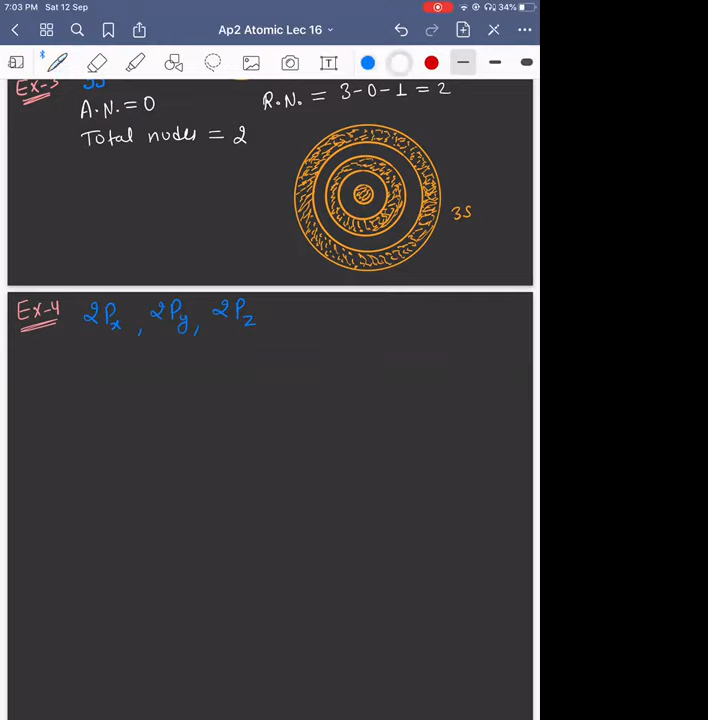 7:03 PM Sat 12 Sep 34%
Ap2 Atomic Lec 16
T
Ex-3 3S
A.N. = 0 R.N. = 3-0-1 = 2
Total nodes = 2
3S
Ex-4 2Px, 2Py, 2Pz